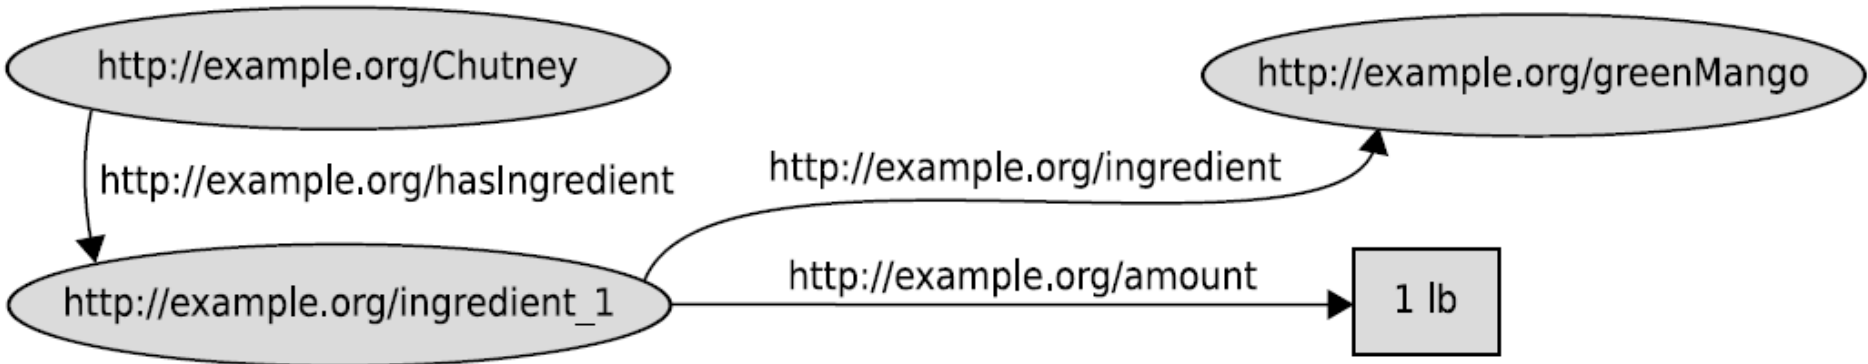 http://example.org/Chutney
http://example.org/greenMango
http://example.org/hasIngredient
http://example.org/ingredient
http://example.org/ingredient_1
http://example.org/amount
1 lb